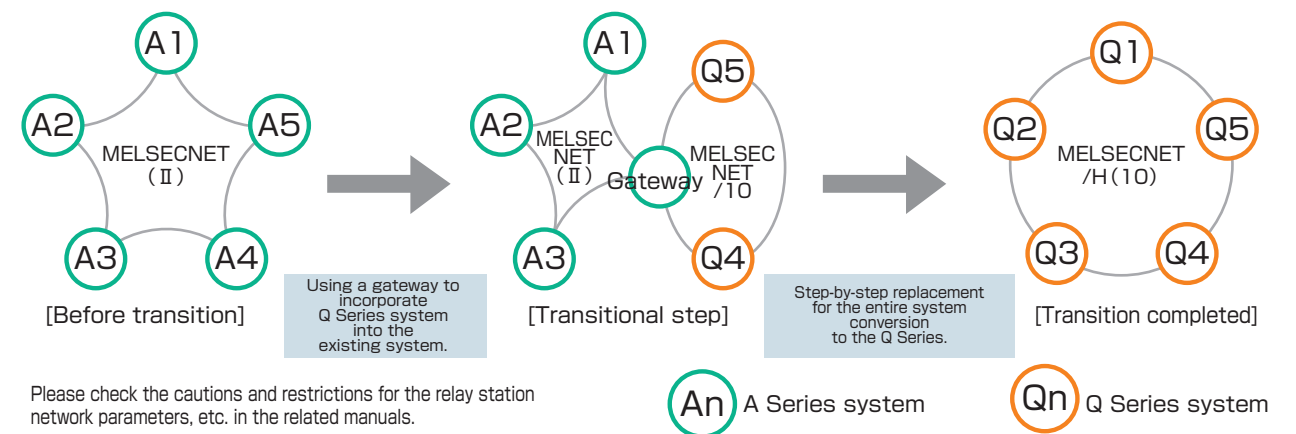 A1
A2
A5
MELSECNET
(Ⅱ)
A3
A4
[Before transition]
Using a gateway to
incorporate
Q Series system
into the
existing system.
A1
Q5
A2
MELSEC
NET
(Ⅱ)
Gateway
MELSEC
NET
/10
A3
Q4
[Transitional step]
Step-by-step replacement
for the entire system
conversion
to the Q Series.
Q1
Q2
Q5
MELSECNET
/H(10)
Q3
Q4
[Transition completed]
Please check the cautions and restrictions for the relay station
network parameters, etc. in the related manuals.
An A Series system
Qn Q Series system